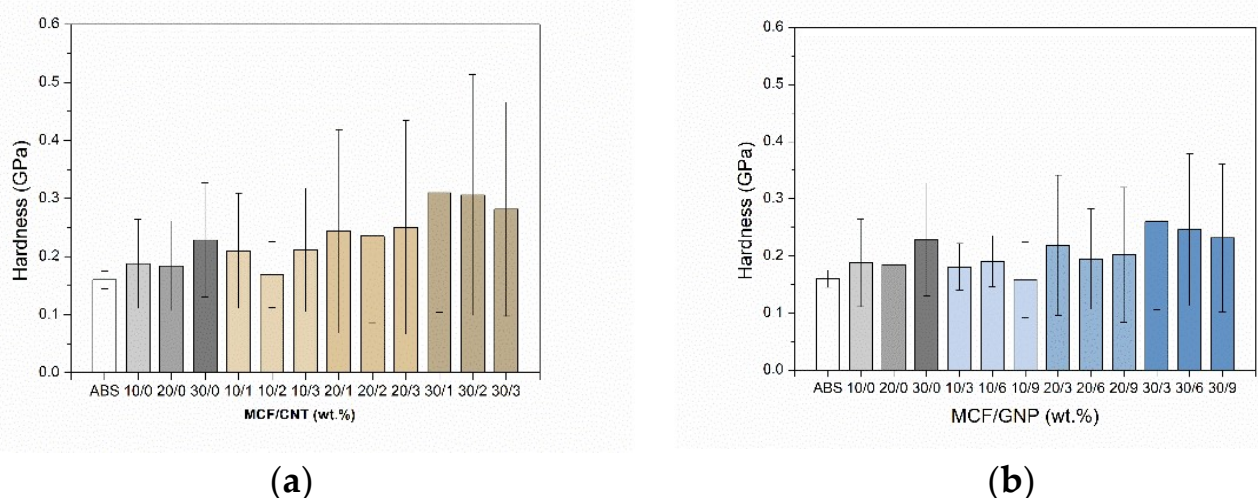 0.6
0.5
0.4
0.3
0.2
0.1
0.0
Hardness (GPa)
ABS 10/0 20/0 30/0 10/1 10/2 10/3 20/1 20/2 20/3 30/1 30/2 30/3
MCF/CNT (wt.%)
(a)
0.6
0.5
0.4
0.3
0.2
0.1
0.0
Hardness (GPa)
ABS 10/0 20/0 30/0 10/3 10/6 10/9 20/3 20/6 20/9 30/3 30/6 30/9
MCF/GNP (wt.%)
(b)